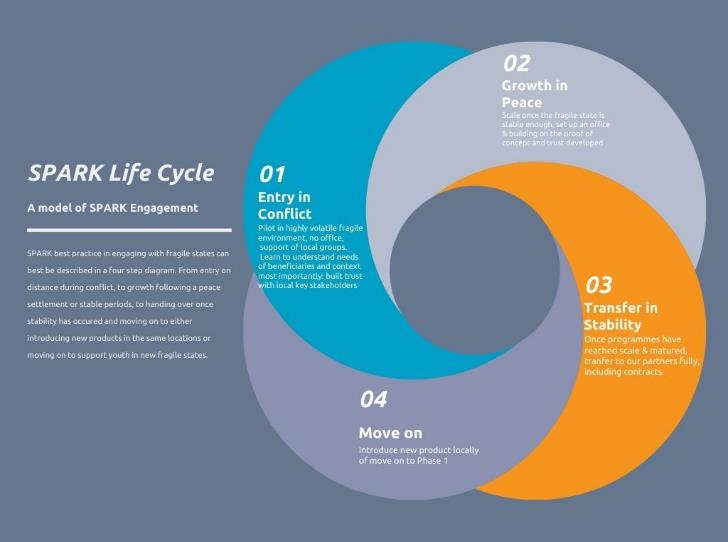 SPARK Life Cycle
A model of SPARK Engagement
SPARK best practice in engaging with fragile states can
best be described in a four step diagram. From entry on
distance during conflict, to growth following a peace
settlement or stable periods, to handing over once
stability has occured and moving on to either
introducing new products in the same locations or
moving on to support youth in new fragile states.
01
Entry in
Conflict
Pilot in highly volatile fragile
environment, no office,
support of local groups.
Learn to understand needs
of beneficiaries and context
most importantly: built trust
with local key stakeholders
02
Growth in
Peace
Scale once the fragile state is
stable enough, set up an office
& building on the proof of
concept and trust developed
03
Transfer in
Stability
Once programmes have
reached scale & matured,
tranfer to our partners fully,
including contracts.
04
Move on
Introduce new product locally
of move on to Phase 1